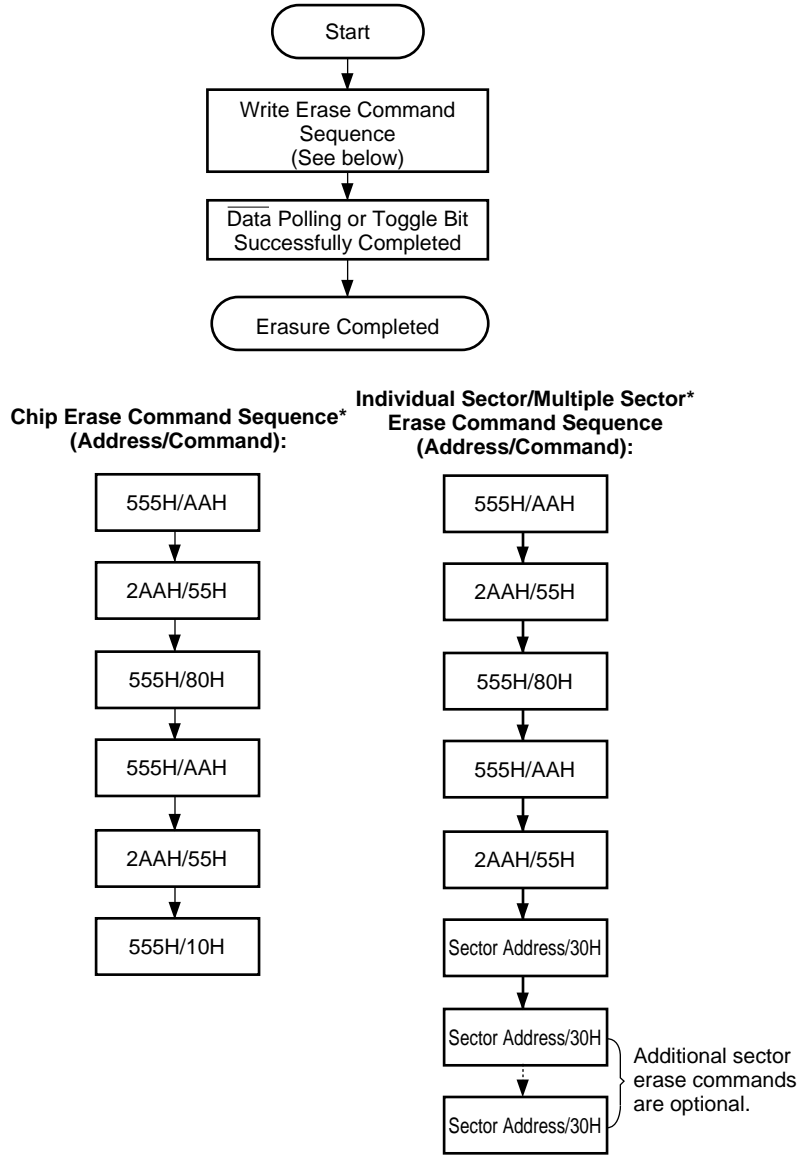 Start
Write Erase Command
Sequence
(See below)
Data Polling or Toggle Bit
Successfully Completed
Erasure Completed
Chip Erase Command Sequence*
(Address/Command):
555H/AAH
2AAH/55H
555H/80H
555H/AAH
2AAH/55H
555H/10H
Individual Sector/Multiple Sector*
Erase Command Sequence
(Address/Command):
555H/AAH
2AAH/55H
555H/80H
555H/AAH
2AAH/55H
Sector Address/30H
Sector Address/30H
Sector Address/30H
Additional sector
erase commands
are optional.